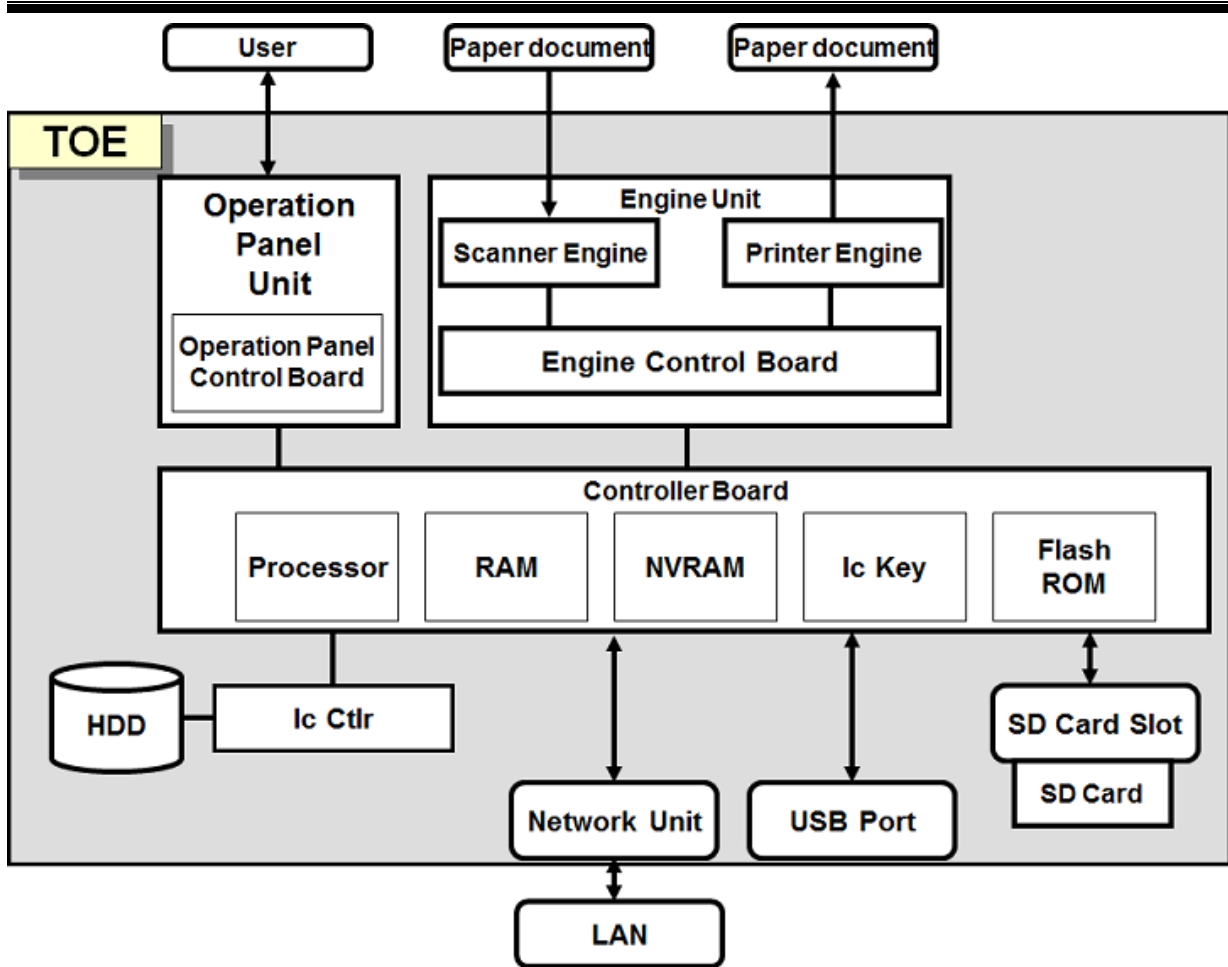 User
Paper document
Paper document
TOE
Operation
Panel
Unit
Operation Panel
Control Board
Engine Unit
Scanner Engine
Printer Engine
Engine Control Board
Controller Board
Processor
RAM
NVRAM
Ic Key
Flash
ROM
HDD
Ic Ctlr
SD Card Slot
SD Card
Network Unit
USB Port
LAN